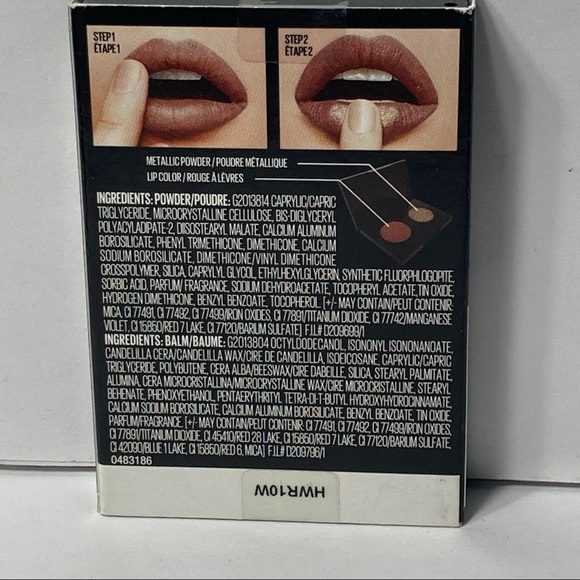 STEP 1
ÉTAPE 1
STEP 2
ÉTAPE 2
METALLIC POWDER / POUDRE MÉTALLIQUE
LIP COLOR / ROUGE À LÈVRES
INGREDIENTS: POWDER/POUDRE: G2013814 CAPRYLIC/CAPRIC
TRIGLYCERIDE, MICROCRYSTALLINE CELLULOSE, BIS-DIGLYCERYL
POLYACYLADIPATE-2, DIISOSTEARYL MALATE, CALCIUM ALUMINUM
BOROSILICATE, PHENYL TRIMETHICONE, DIMETHICONE, CALCIUM
SODIUM BOROSILICATE, DIMETHICONE/VINYL DIMETHICONE
CROSSPOLYMER, SILICA, CAPRYLYL GLYCOL, ETHYLHEXYLGLYCERIN, SYNTHETIC FLUORPHLOGOPITE,
SORBIC ACID, PARFUM/ FRAGRANCE, SODIUM DEHYDROACETATE, TOCOPHERYL ACETATE, TIN OXIDE
HYDROGEN DIMETHICONE, BENZYL BENZOATE, TOCOPHEROL. [+/- MAY CONTAIN/PEUT CONTENIR:
MICA, CI 77491, CI 77492, CI 77499/IRON OXIDES, CI 77891/TITANIUM DIOXIDE, CI 77742/MANGANESE
VIOLET, CI 15850/RED 7 LAKE, CI 77120/BARIUM SULFATE] F.I.L# D209699/1
INGREDIENTS: BALM/BAUME: G2013804 OCTYLDODECANOL, ISONONYL ISONONANOATE,
CANDELILLA CERA/CANDELILLA WAX/CIRE DE CANDELILLA, ISOEICOSANE, CAPRYLIC/CAPRIC
TRIGLYCERIDE, POLYBUTENE, CERA ALBA/BEESWAX/CIRE DABEILLE, SILICA, STEARYL PALMITATE,
ALUMINA, CERA MICROCRISTALLINA/MICROCRYSTALLINE WAX/CIRE MICROCRISTALLINE, STEARYL
BEHENATE, PHENOXYETHANOL, PENTAERYTHRITYL TETRA-DI-T-BUTYL HYDROXYHYDROCINNAMATE,
CALCIUM SODIUM BOROSILICATE, CALCIUM ALUMINUM BOROSILICATE, BENZYL BENZOATE, TIN OXIDE,
PARFUM/FRAGRANCE. [+/- MAY CONTAIN/PEUT CONTENIR: CI 77491, CI 77492, CI 77499/IRON OXIDES,
CI 77891/TITANIUM DIOXIDE, CI 45410/RED 28 LAKE, CI 15850/RED 7 LAKE, CI 77120/BARIUM SULFATE,
CI 42090/BLUE 1 LAKE, CI 15850/RED 6, MICA] F.I.L# D209796/1
0483186
HWR10W